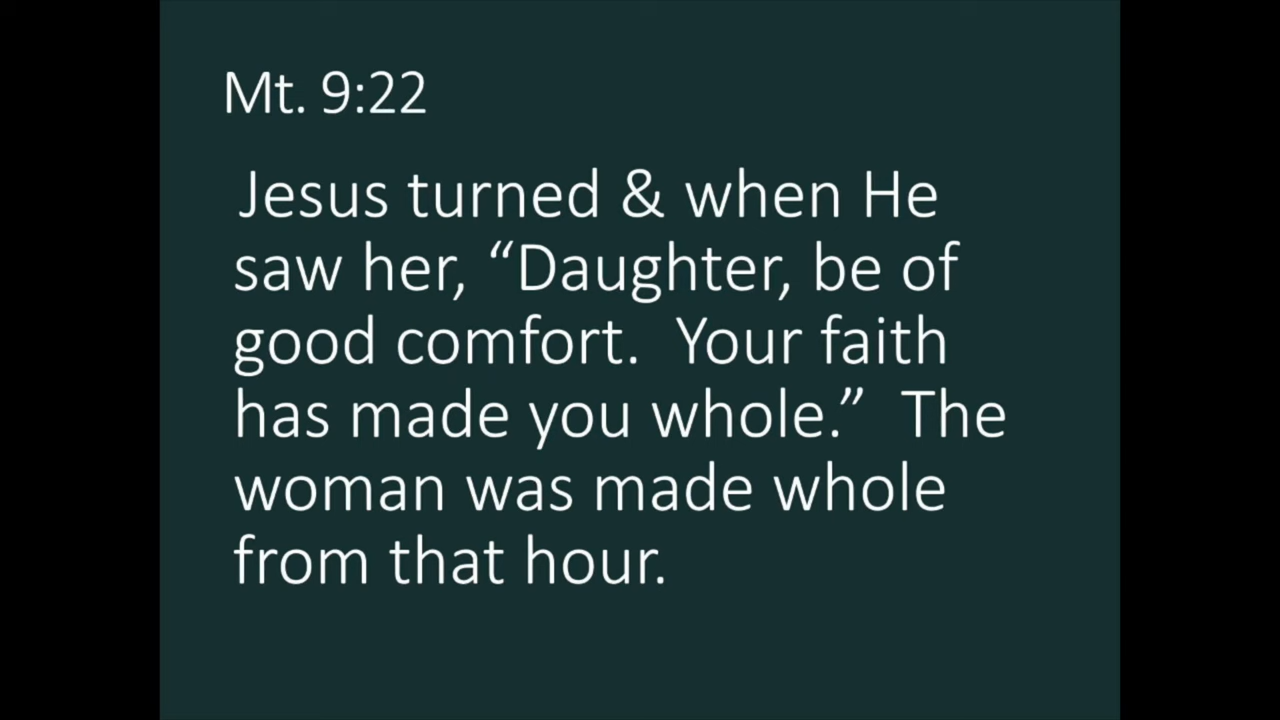 Mt. 9:22
Jesus turned & when He
saw her, “Daughter, be of
good comfort.  Your faith
has made you whole.”  The
woman was made whole
from that hour.